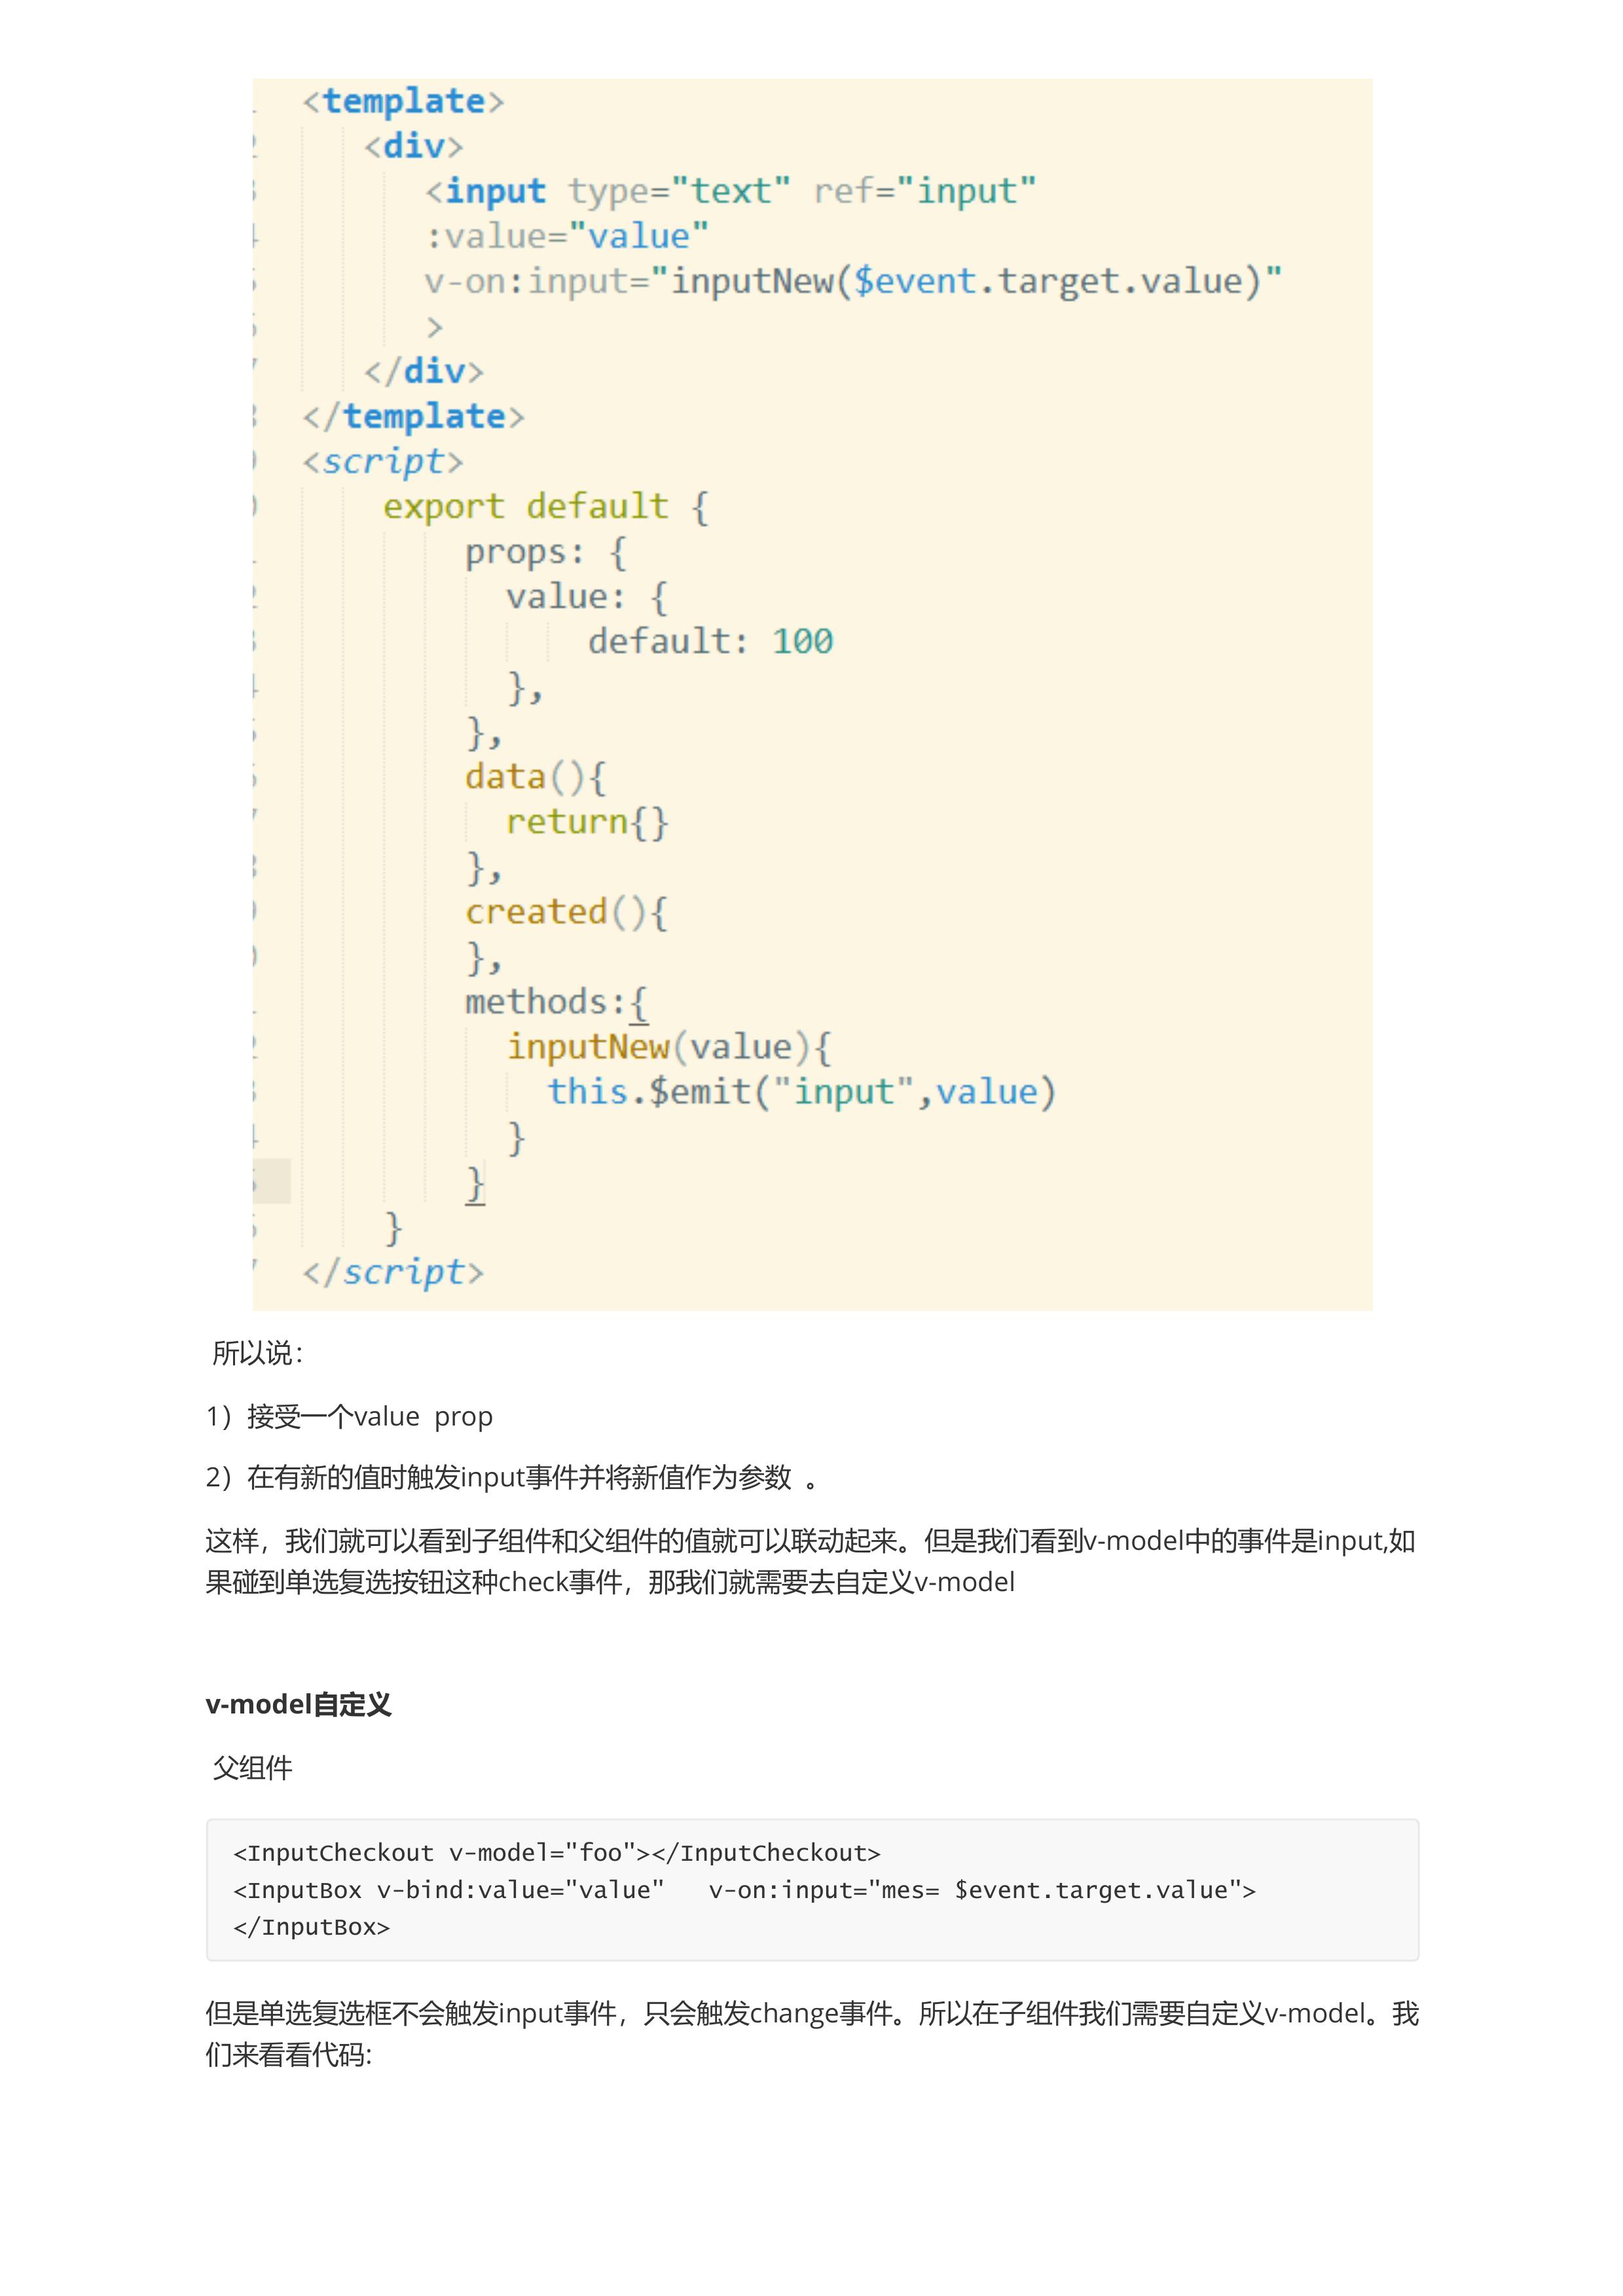 <template>
<div>
<input type="text" ref="input"
:value="value"
v-on:input="inputNew($event.target.value)"
>
</div>
</template>
<script>
export default {
props: {
value: {
default: 100
},
},
data(){
return{}
},
created(){
},
methods:{
inputNew(value){
this.$emit("input",value)
}
}
}
</script>
所以说：
1）接受一个value prop
2）在有新的值时触发input事件并将新值作为参数 。
这样，我们就可以看到子组件和父组件的值就可以联动起来。但是我们看到v-model中的事件是input,如
果碰到单选复选按钮这种check事件，那我们就需要去自定义v-model
v-model自定义
父组件
<InputCheckout v-model="foo"></InputCheckout>
<InputBox v-bind:value="value" v-on:input="mes= $event.target.value">
</InputBox>
但是单选复选框不会触发input事件，只会触发change事件。所以在子组件我们需要自定义v-model。我
们来看看代码: